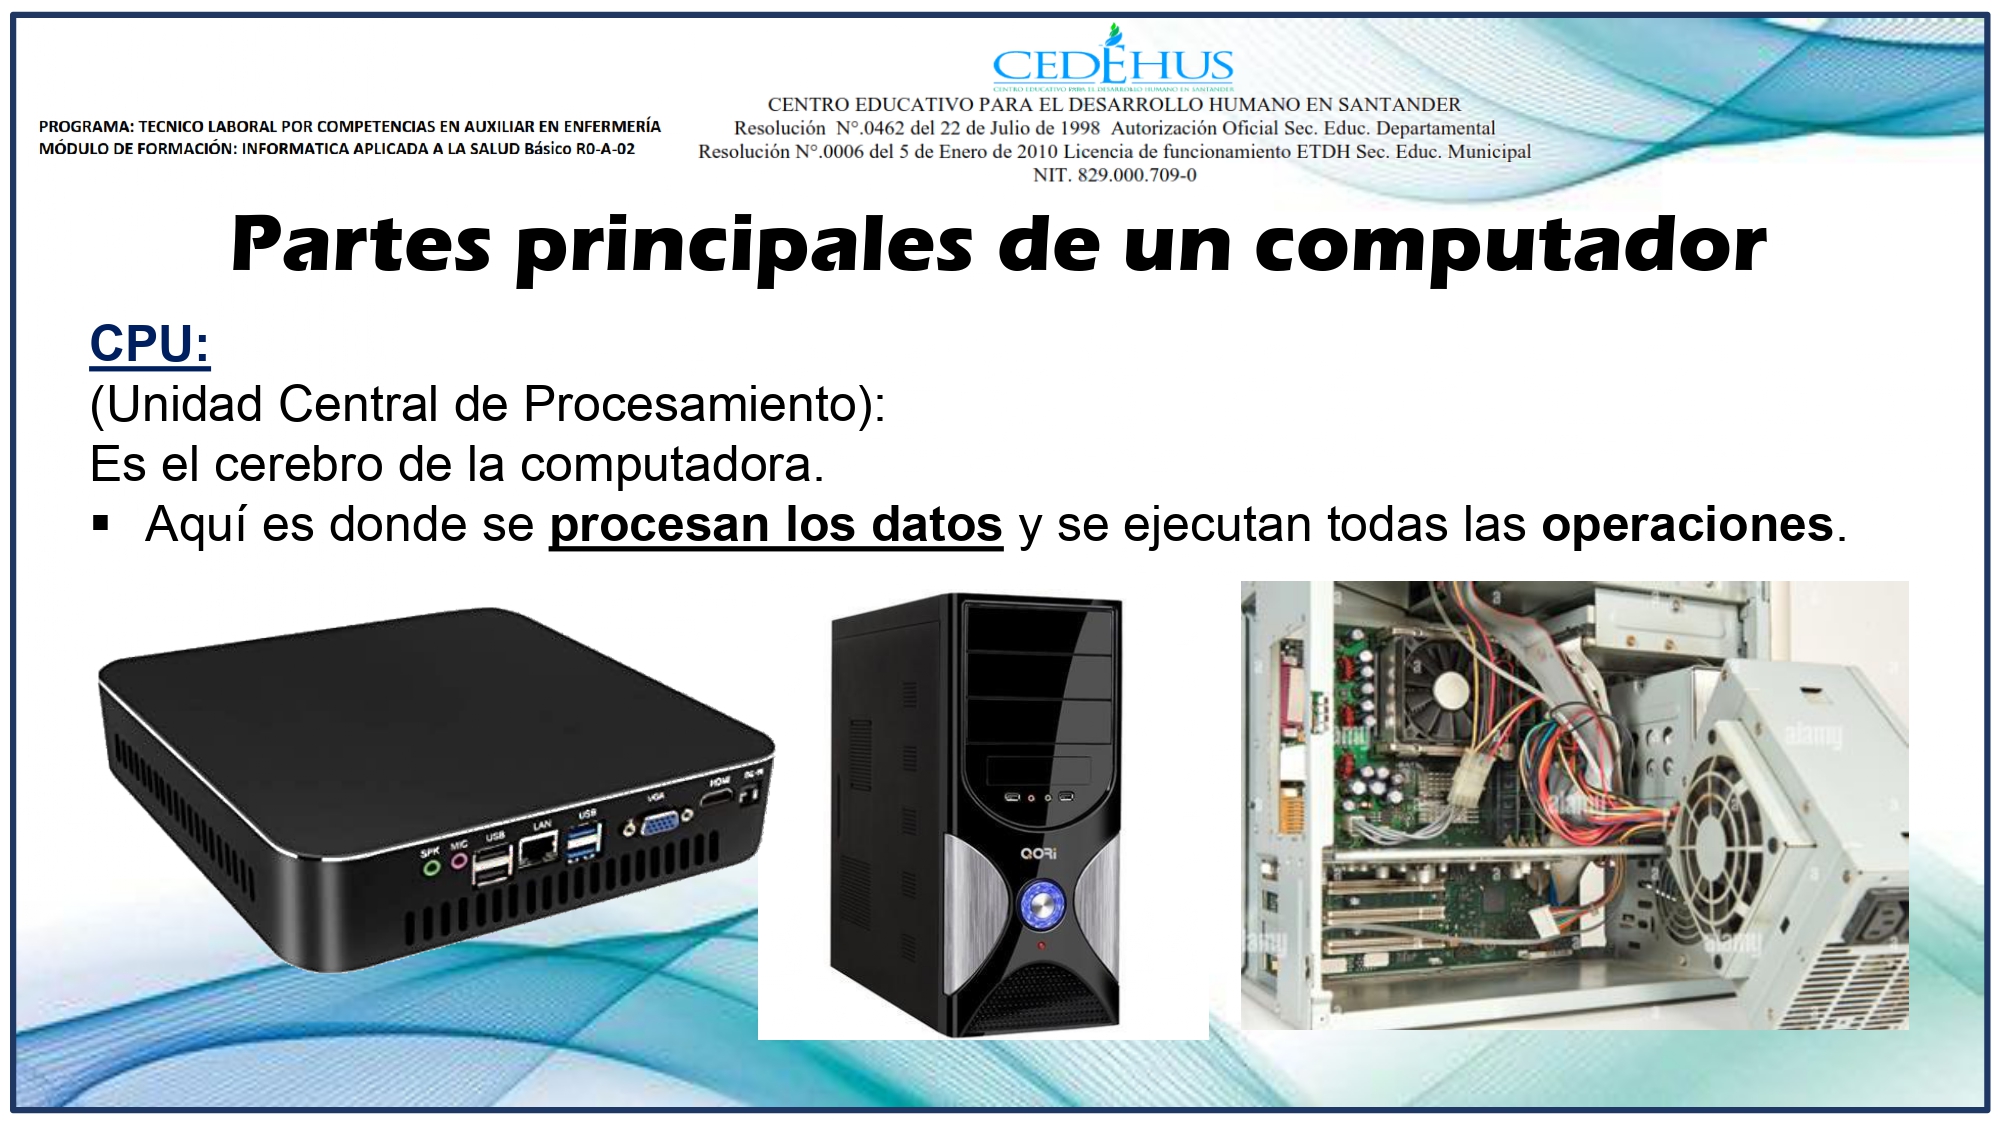 CEDEHUS
CENTRO EDUCATIVO PARA EL DESARROLLO HUMANO EN SANTANDER
CENTRO EDUCATIVO PARA EL DESARROLLO HUMANO EN SANTANDER
Resolución N°.0462 del 22 de Julio de 1998 Autorización Oficial Sec. Educ. Departamental
Resolución N°.0006 del 5 de Enero de 2010 Licencia de funcionamiento ETDH Sec. Educ. Municipal
NIT. 829.000.709-0
PROGRAMA: TECNICO LABORAL POR COMPETENCIAS EN AUXILIAR EN ENFERMERÍA
MÓDULO DE FORMACIÓN: INFORMATICA APLICADA A LA SALUD Básico R0-A-02
Partes principales de un computador
CPU:
(Unidad Central de Procesamiento):
Es el cerebro de la computadora.
▪ Aquí es donde se procesan los datos y se ejecutan todas las operaciones.
SPK MIC USB LAN USB VGA HDMI
QORi
alamy
alamy
alamy
alamy
alamy